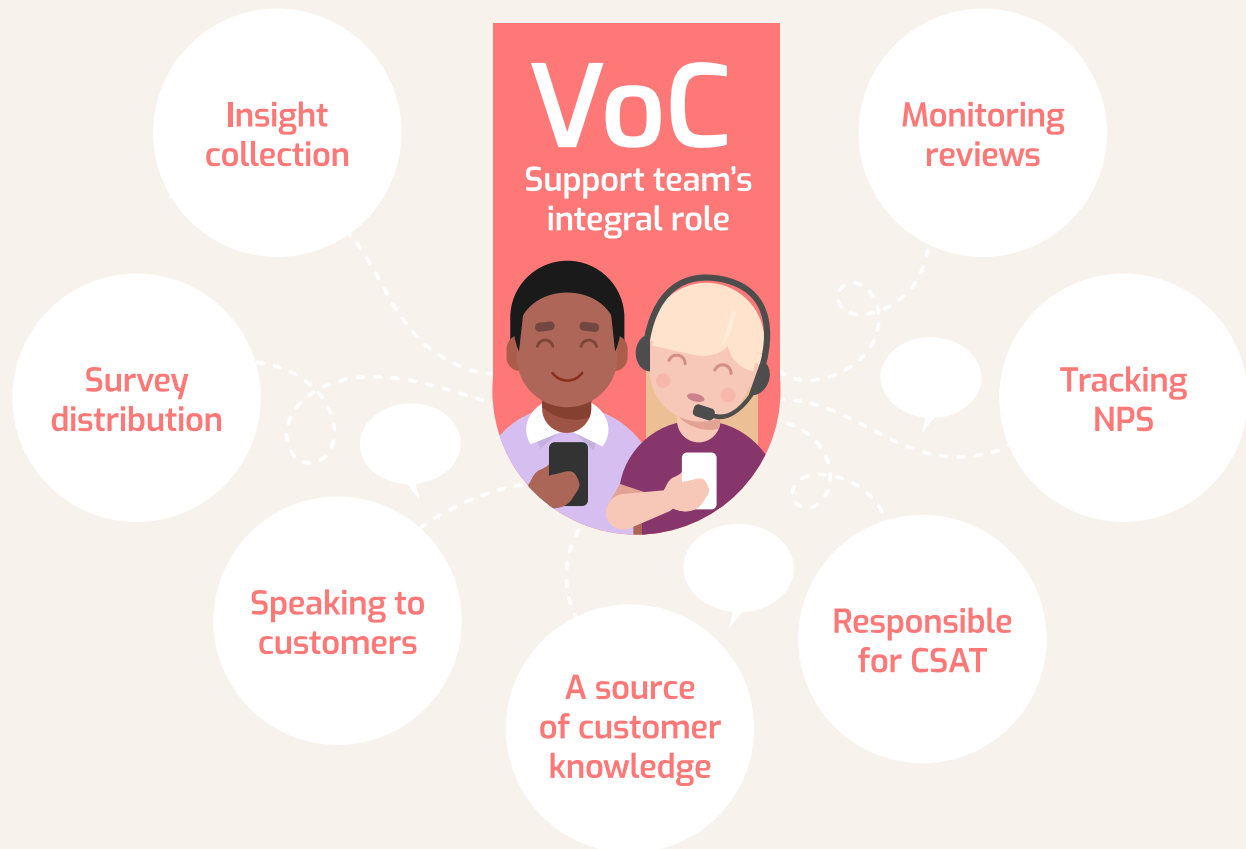 VoC
Support team's
integral role
Insight
collection
Survey
distribution
Speaking to
customers
A source
of customer
knowledge
Responsible
for CSAT
Tracking
NPS
Monitoring
reviews